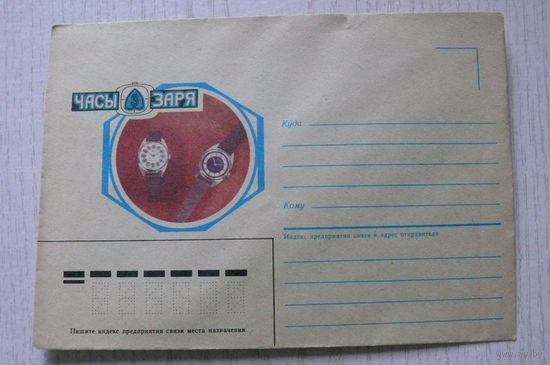 ЧАСЫ ЗАРЯ
Куда
Кому
Индекс предприятия связи и адрес отправителя
Пишите индекс предприятия связи места назначения